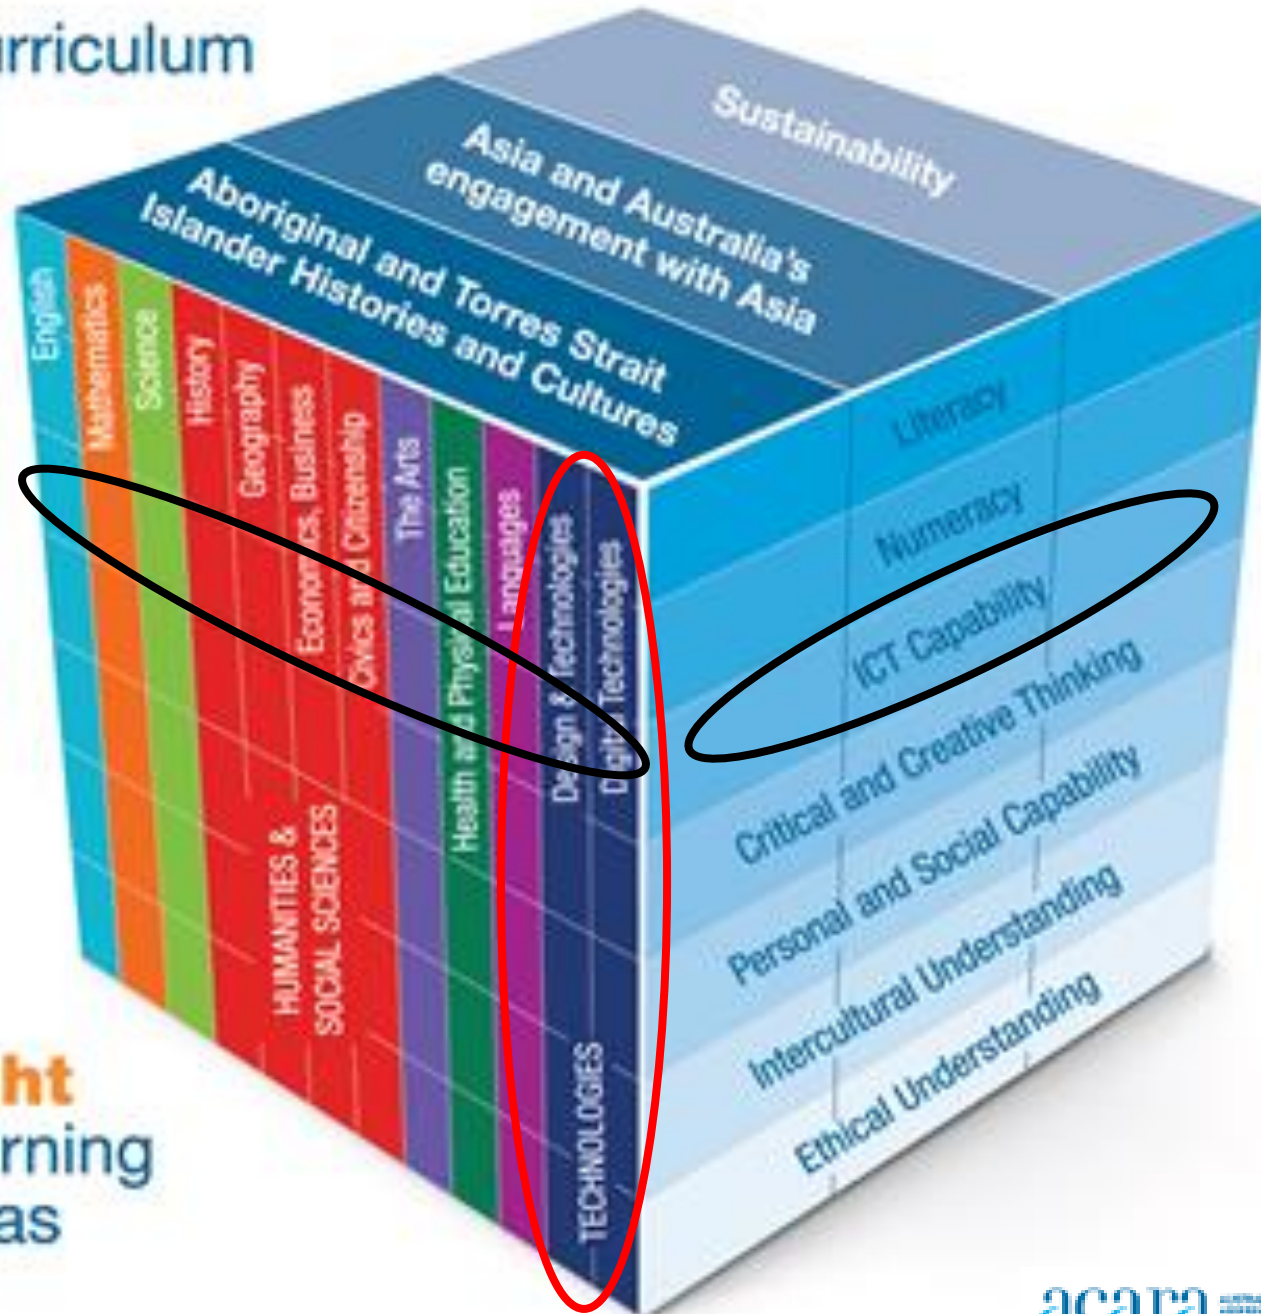 urriculum
Sustainability
Asia and Australia's
engagement with Asia
Aboriginal and Torres Strait
Islander Histories and Cultures
English
Mathematics
Science
History
Geography
Economics, Business
Civics and Citizenship
HUMANITIES &
SOCIAL SCIENCES
The Arts
Health and Physical Education
Languages
Design & Technologies
Digital Technologies
TECHNOLOGIES
Literacy
Numeracy
ICT Capability
Critical and Creative Thinking
Personal and Social Capability
Intercultural Understanding
Ethical Understanding
ht
rning
as
acara